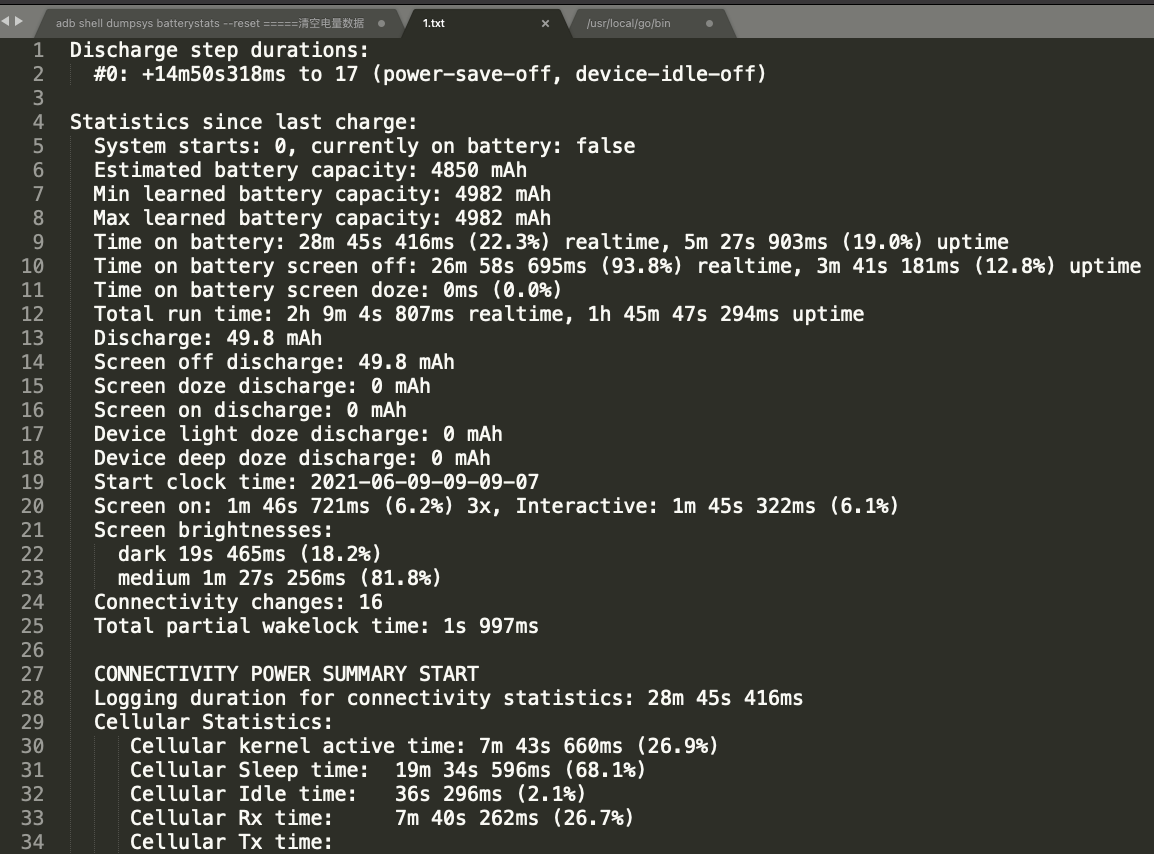 adb shell dumpsys batterystats --reset =====清空电量数据
1.txt
/usr/local/go/bin
1 Discharge step durations:
2 #0: +14m50s318ms to 17 (power-save-off, device-idle-off)
3
4 Statistics since last charge:
5 System starts: 0, currently on battery: false
6 Estimated battery capacity: 4850 mAh
7 Min learned battery capacity: 4982 mAh
8 Max learned battery capacity: 4982 mAh
9 Time on battery: 28m 45s 416ms (22.3%) realtime, 5m 27s 903ms (19.0%) uptime
10 Time on battery screen off: 26m 58s 695ms (93.8%) realtime, 3m 41s 181ms (12.8%) uptime
11 Time on battery screen doze: 0ms (0.0%)
12 Total run time: 2h 9m 4s 807ms realtime, 1h 45m 47s 294ms uptime
13 Discharge: 49.8 mAh
14 Screen off discharge: 49.8 mAh
15 Screen doze discharge: 0 mAh
16 Screen on discharge: 0 mAh
17 Device light doze discharge: 0 mAh
18 Device deep doze discharge: 0 mAh
19 Start clock time: 2021-06-09-09-09-07
20 Screen on: 1m 46s 721ms (6.2%) 3x, Interactive: 1m 45s 322ms (6.1%)
21 Screen brightnesses:
22 dark 19s 465ms (18.2%)
23 medium 1m 27s 256ms (81.8%)
24 Connectivity changes: 16
25 Total partial wakelock time: 1s 997ms
26
27 CONNECTIVITY POWER SUMMARY START
28 Logging duration for connectivity statistics: 28m 45s 416ms
29 Cellular Statistics:
30 Cellular kernel active time: 7m 43s 660ms (26.9%)
31 Cellular Sleep time: 19m 34s 596ms (68.1%)
32 Cellular Idle time: 36s 296ms (2.1%)
33 Cellular Rx time: 7m 40s 262ms (26.7%)
34 Cellular Tx time: